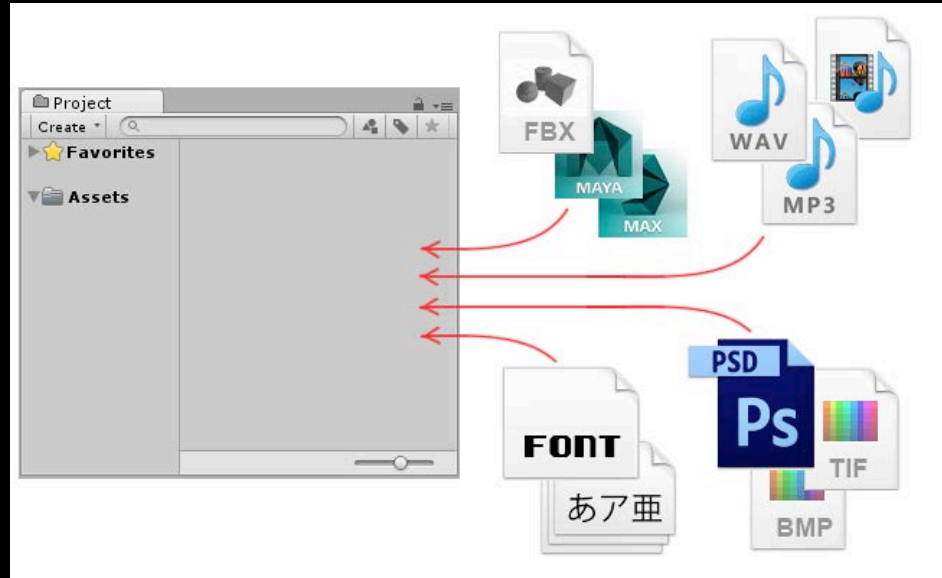 Project
Create
Favorites
Assets
FBX
MAYA
MAX
WAV
MP3
FONT
あア亜
PSD
Ps
TIF
BMP